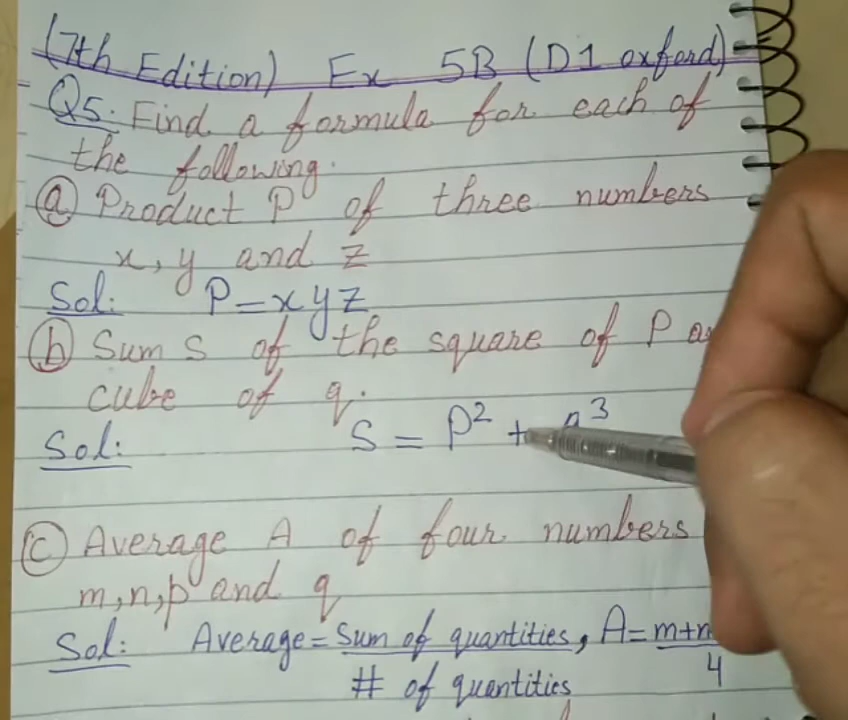 (7th Edition) Ex 5B (D1 oxford)
Q5: Find a formula for each of
the following.
(a) Product P of three numbers
x, y and z
Sol: P = x y z
(b) Sum S of the square of P
cube of q.
Sol: S = P² + q³
(c) Average A of four numbers
m, n, p and q
Sol: Average = Sum of quantities, A = m+n
# of quantities 4